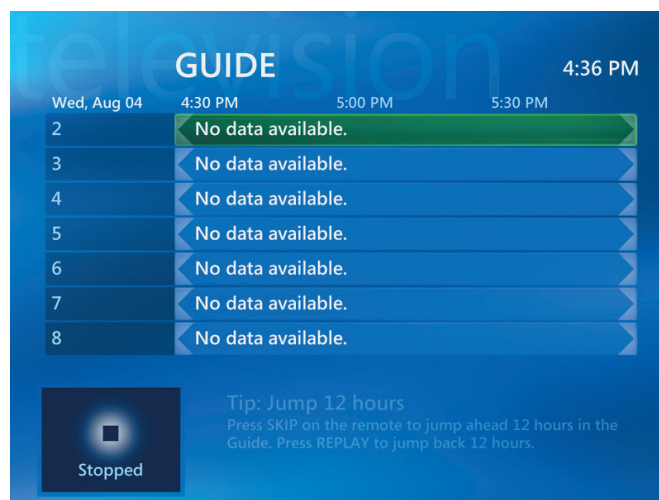 television
GUIDE
4:36 PM
Wed, Aug 04 4:30 PM 5:00 PM 5:30 PM
2 No data available.
3 No data available.
4 No data available.
5 No data available.
6 No data available.
7 No data available.
8 No data available.
Tip: Jump 12 hours
Press SKIP on the remote to jump ahead 12 hours in the
Guide. Press REPLAY to jump back 12 hours.
Stopped